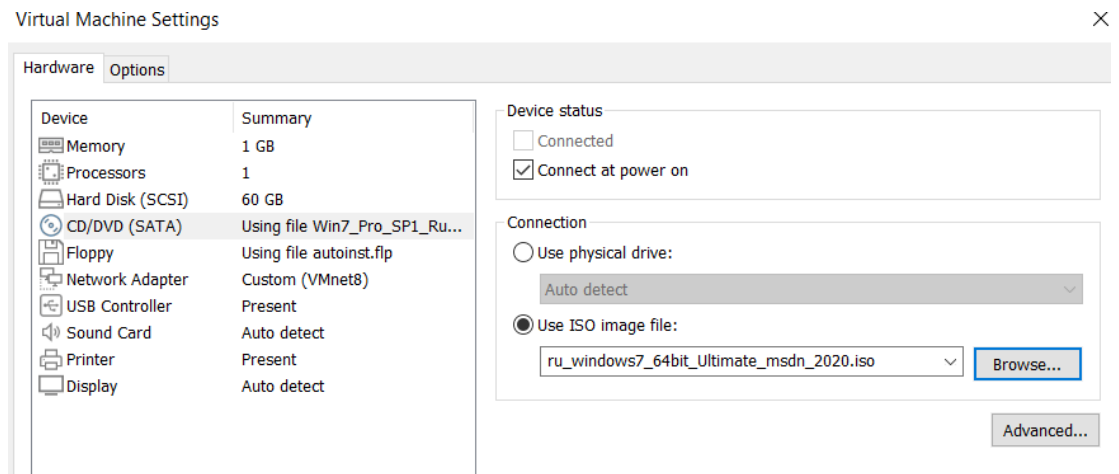 Virtual Machine Settings
Hardware Options
Device Summary
Memory 1 GB
Processors 1
Hard Disk (SCSI) 60 GB
CD/DVD (SATA) Using file Win7_Pro_SP1_Ru...
Floppy Using file autoinst.flp
Network Adapter Custom (VMnet8)
USB Controller Present
Sound Card Auto detect
Printer Present
Display Auto detect
Device status
Connected
Connect at power on
Connection
Use physical drive:
Auto detect
Use ISO image file:
ru_windows7_64bit_Ultimate_msdn_2020.iso
Browse...
Advanced...